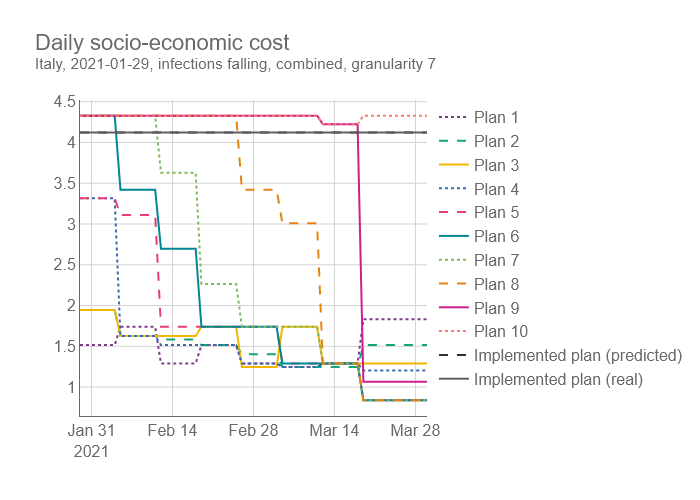 Daily socio-economic cost
Italy, 2021-01-29, infections falling, combined, granularity 7
4.5
4
3.5
3
2.5
2
1.5
1
Jan 31
2021
Feb 14
Feb 28
Mar 14
Mar 28
Plan 1
Plan 2
Plan 3
Plan 4
Plan 5
Plan 6
Plan 7
Plan 8
Plan 9
Plan 10
Implemented plan (predicted)
Implemented plan (real)